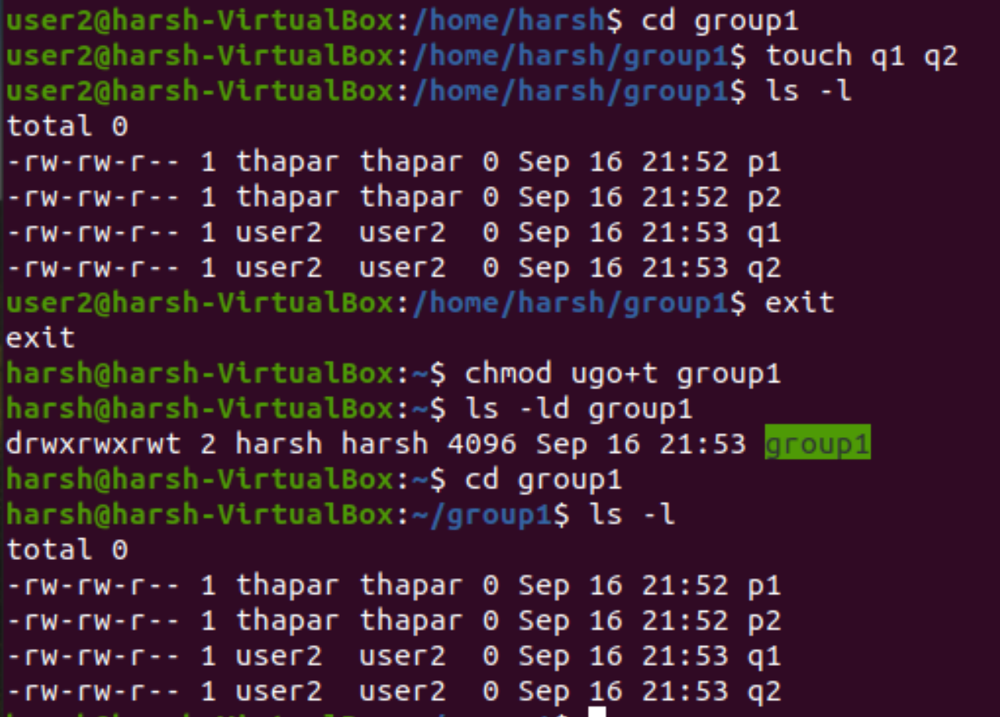 user2@harsh-VirtualBox:/home/harsh$ cd group1
user2@harsh-VirtualBox:/home/harsh/group1$ touch q1 q2
user2@harsh-VirtualBox:/home/harsh/group1$ ls -l
total 0
-rw-rw-r-- 1 thapar thapar 0 Sep 16 21:52 p1
-rw-rw-r-- 1 thapar thapar 0 Sep 16 21:52 p2
-rw-rw-r-- 1 user2  user2  0 Sep 16 21:53 q1
-rw-rw-r-- 1 user2  user2  0 Sep 16 21:53 q2
user2@harsh-VirtualBox:/home/harsh/group1$ exit
exit
harsh@harsh-VirtualBox:~$ chmod ugo+t group1
harsh@harsh-VirtualBox:~$ ls -ld group1
drwxrwxrwt 2 harsh harsh 4096 Sep 16 21:53 group1
harsh@harsh-VirtualBox:~$ cd group1
harsh@harsh-VirtualBox:~/group1$ ls -l
total 0
-rw-rw-r-- 1 thapar thapar 0 Sep 16 21:52 p1
-rw-rw-r-- 1 thapar thapar 0 Sep 16 21:52 p2
-rw-rw-r-- 1 user2  user2  0 Sep 16 21:53 q1
-rw-rw-r-- 1 user2  user2  0 Sep 16 21:53 q2